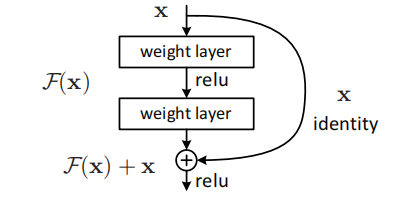 x
weight layer
relu
F(x)
weight layer
x
identity
F(x) + x
+
relu